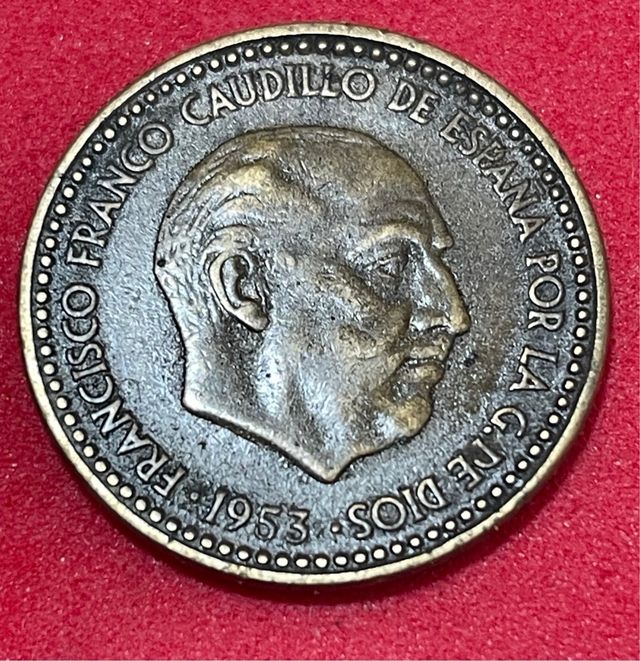 FRANCISCO FRANCO CAUDILLO DE ESPAÑA POR LA G. DE DIOS
· 1953 ·